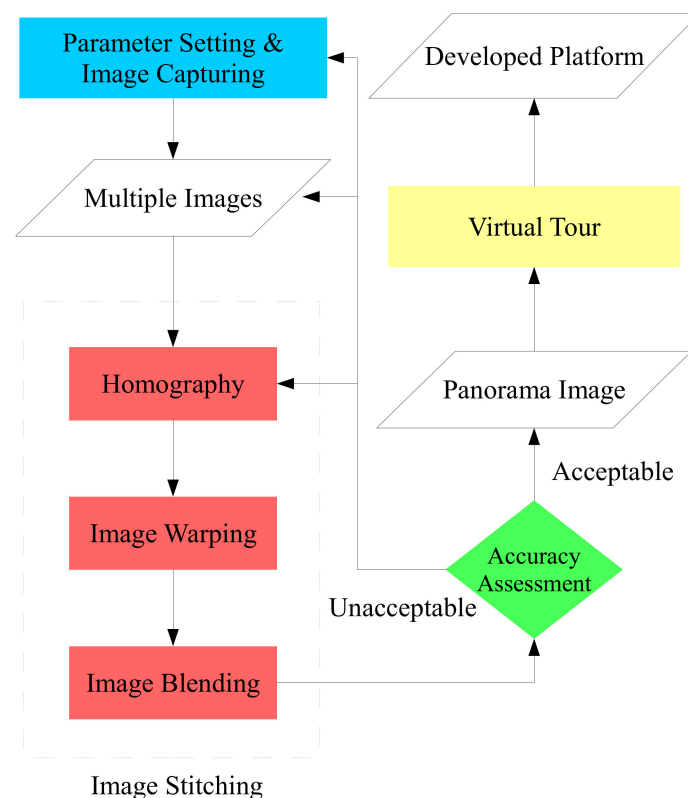 Parameter Setting &
Image Capturing
Multiple Images
Homography
Image Warping
Image Blending
Image Stitching
Developed Platform
Virtual Tour
Panorama Image
Acceptable
Accuracy
Assessment
Unacceptable